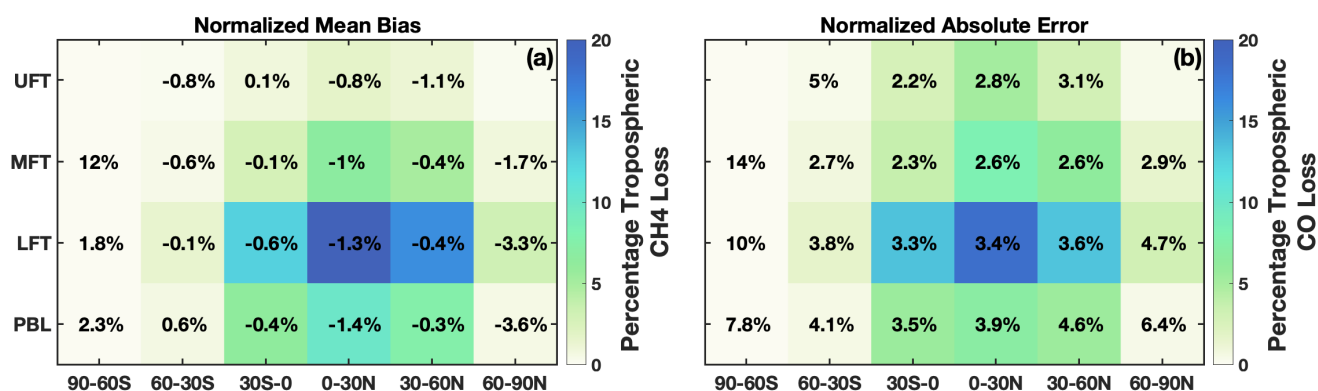 Normalized Mean Bias
(a)
UFT -0.8% 0.1% -0.8% -1.1%
MFT 12% -0.6% -0.1% -1% -0.4% -1.7%
LFT 1.8% -0.1% -0.6% -1.3% -0.4% -3.3%
PBL 2.3% 0.6% -0.4% -1.4% -0.3% -3.6%
90-60S 60-30S 30S-0 0-30N 30-60N 60-90N
20
15
10
5
0
Percentage Tropospheric
CH4 Loss
Normalized Absolute Error
(b)
5% 2.2% 2.8% 3.1%
14% 2.7% 2.3% 2.6% 2.6% 2.9%
10% 3.8% 3.3% 3.4% 3.6% 4.7%
7.8% 4.1% 3.5% 3.9% 4.6% 6.4%
90-60S 60-30S 30S-0 0-30N 30-60N 60-90N
20
15
10
5
0
Percentage Tropospheric
CO Loss